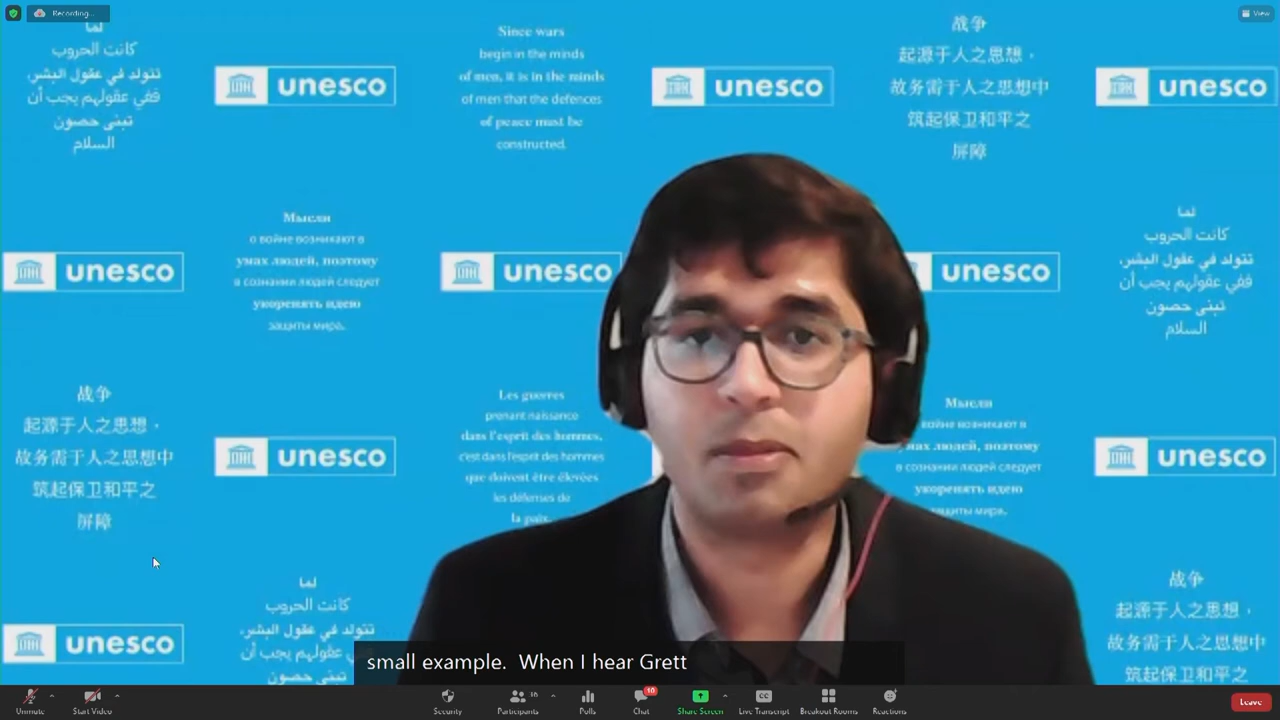 Recording...
View
لما
كانت الحروب
تتولد في عقول البشر،
ففي عقولهم يجب أن
تبنى حصون
السلام
unesco
Since wars
begin in the minds
of men, it is in the minds
of men that the defences
of peace must be
constructed.
unesco
战争
起源于人之思想，
故务需于人之思想中
筑起保卫和平之
屏障
unesco
unesco
Мысли
о войне возникают в
умах людей, поэтому
в сознании людей следует
укоренять идею
защиты мира.
unesco
unesco
لما
كانت الحروب
تتولد في عقول البشر،
ففي عقولهم يجب أن
تبنى حصون
السلام
战争
起源于人之思想，
故务需于人之思想中
筑起保卫和平之
屏障
unesco
Les guerres
prenant naissance
dans l'esprit des hommes,
c'est dans l'esprit des hommes
que doivent être élevées
les défenses de
la paix.
Мысли
войне возникают в
мах людей, поэтому
в сознании людей следует
укоренять идею
защиты мира.
unesco
unesco
لما
كانت الحروب
تتولد في عقول البشر،
ففي عقولهم يجب أن
تبنى حصون
战争
起源于人之思想，
故务需于人之思想中
筑起保卫和平之
small example. When I hear Grett
Unmute
Start Video
Security
Participants
16
Polls
Chat
10
Share Screen
Live Transcript
Breakout Rooms
Reactions
Leave